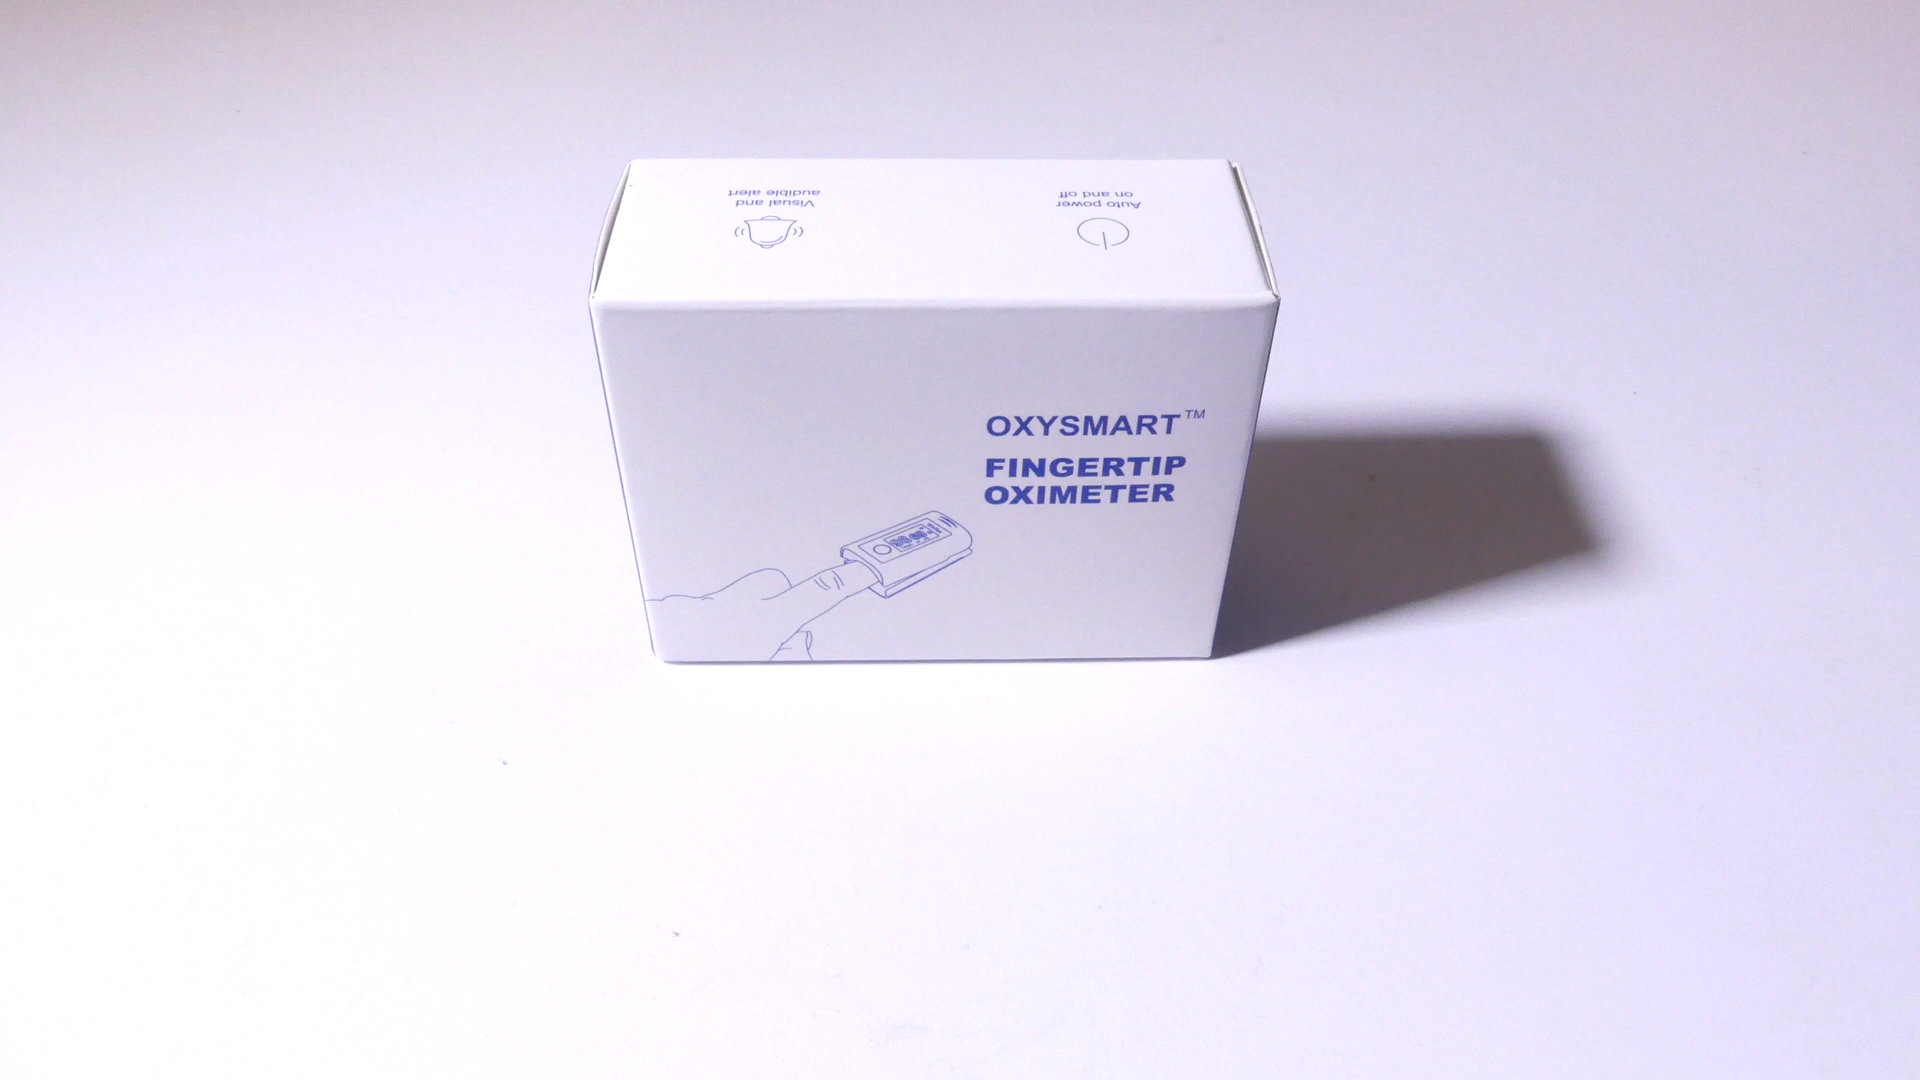 Visual and
audible alert
Auto power
on and off
OXYSMART™
FINGERTIP
OXIMETER